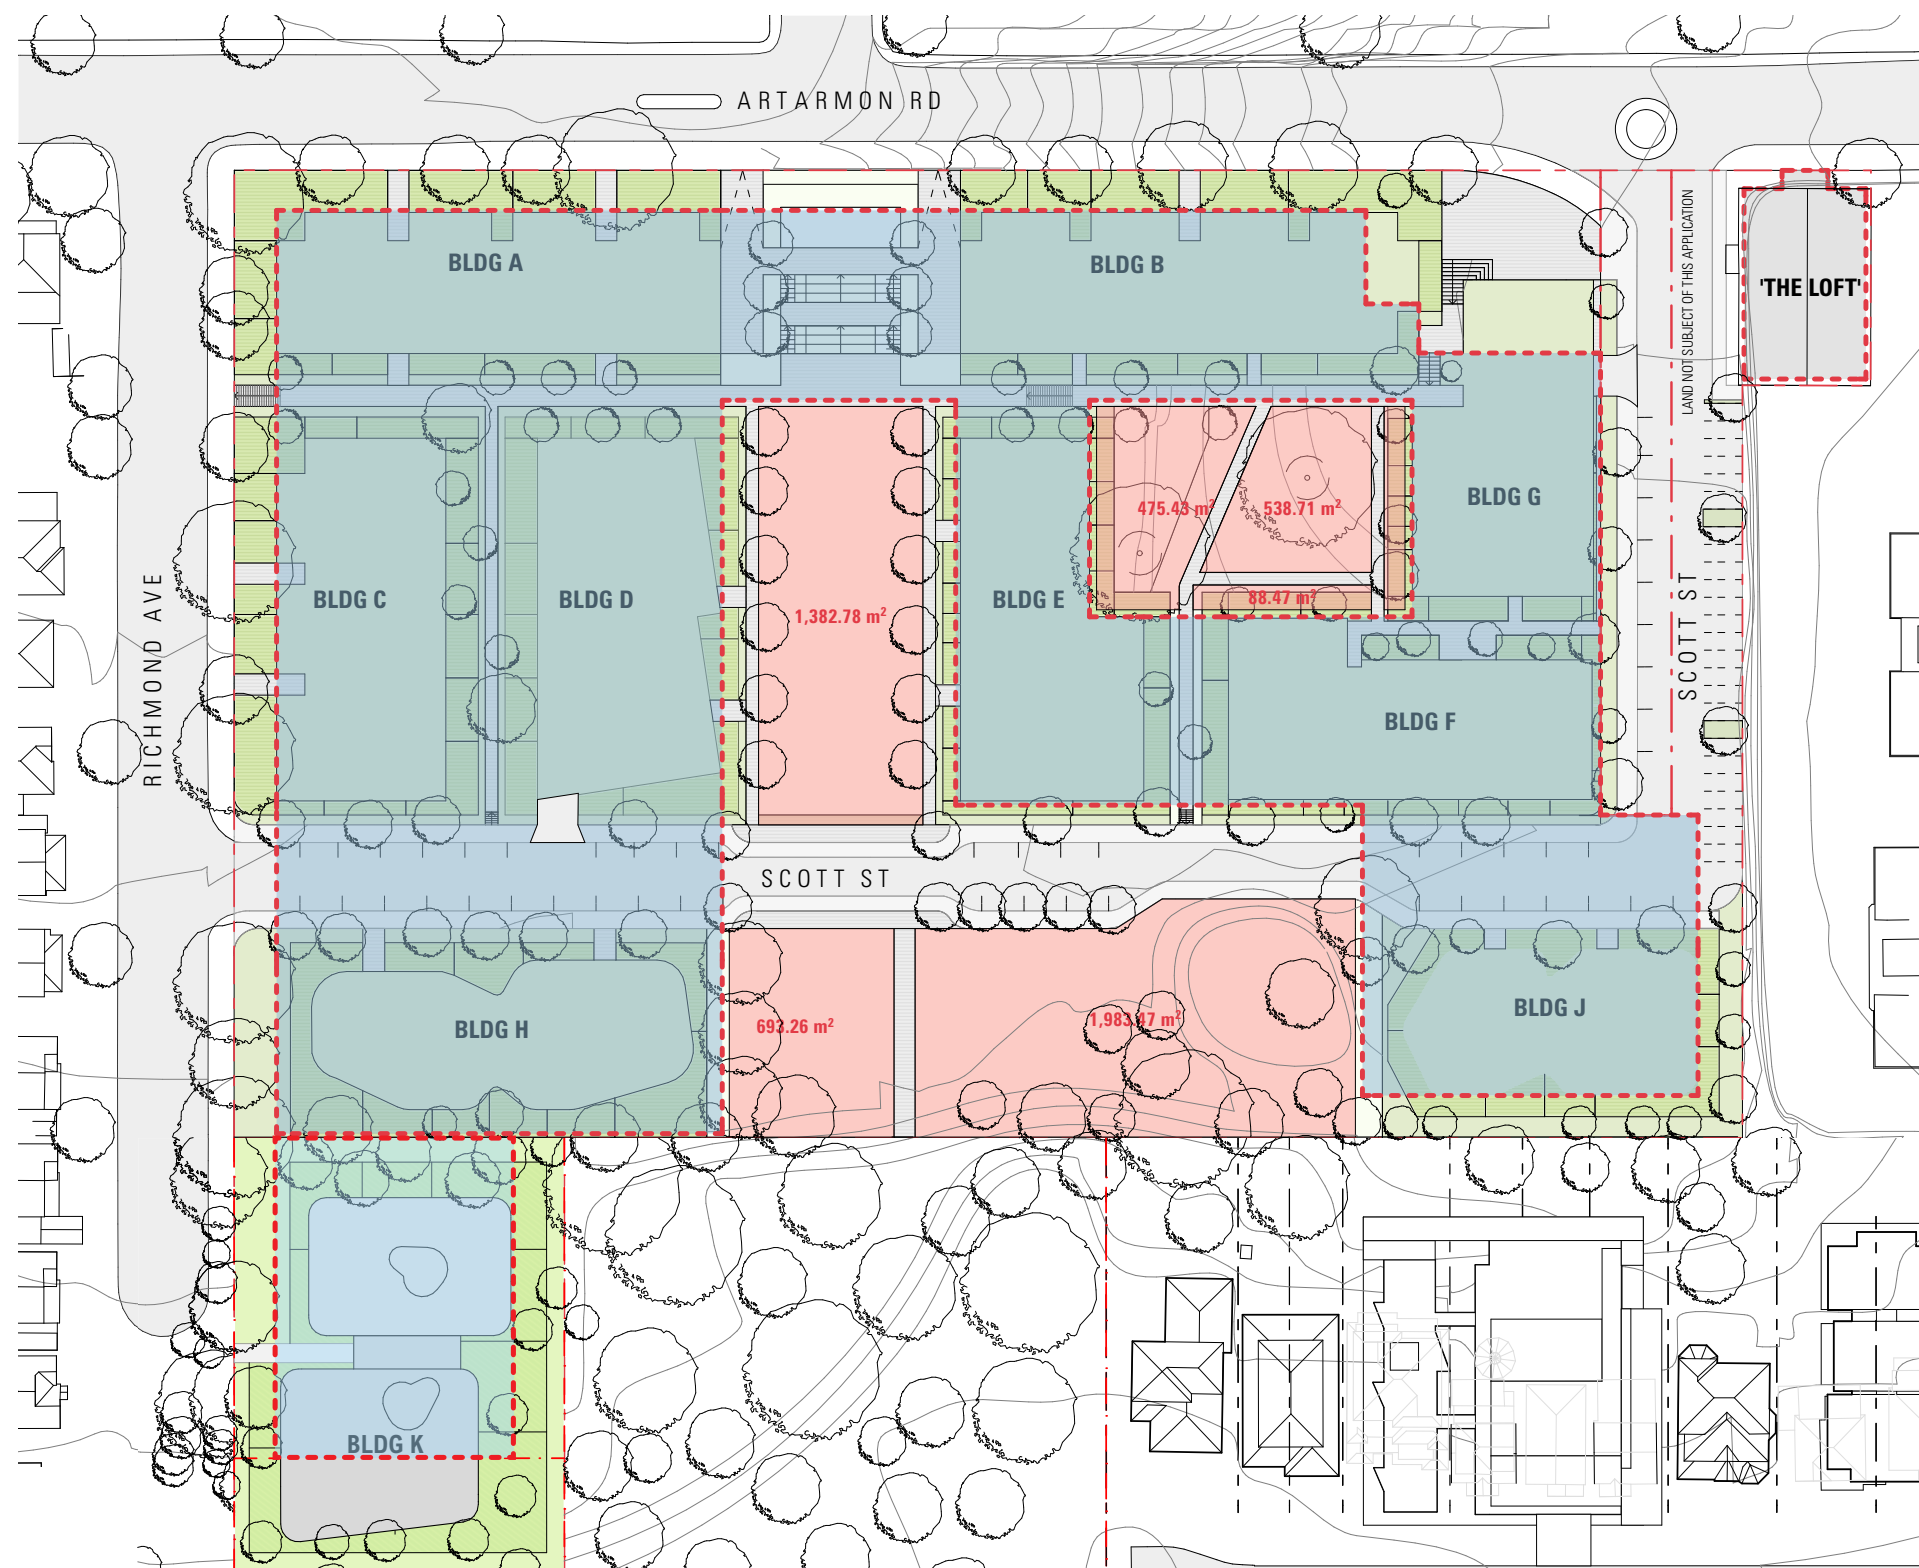 ARTARMON RD
BLDG A
BLDG B
LAND NOT SUBJECT OF THIS APPLICATION
'THE LOFT'
475.43 m²
538.71 m²
BLDG G
RICHMOND AVE
BLDG C
BLDG D
1,382.78 m²
BLDG E
88.47 m²
SCOTT ST
BLDG F
SCOTT ST
BLDG H
693.26 m²
1,983.47 m²
BLDG J
BLDG K